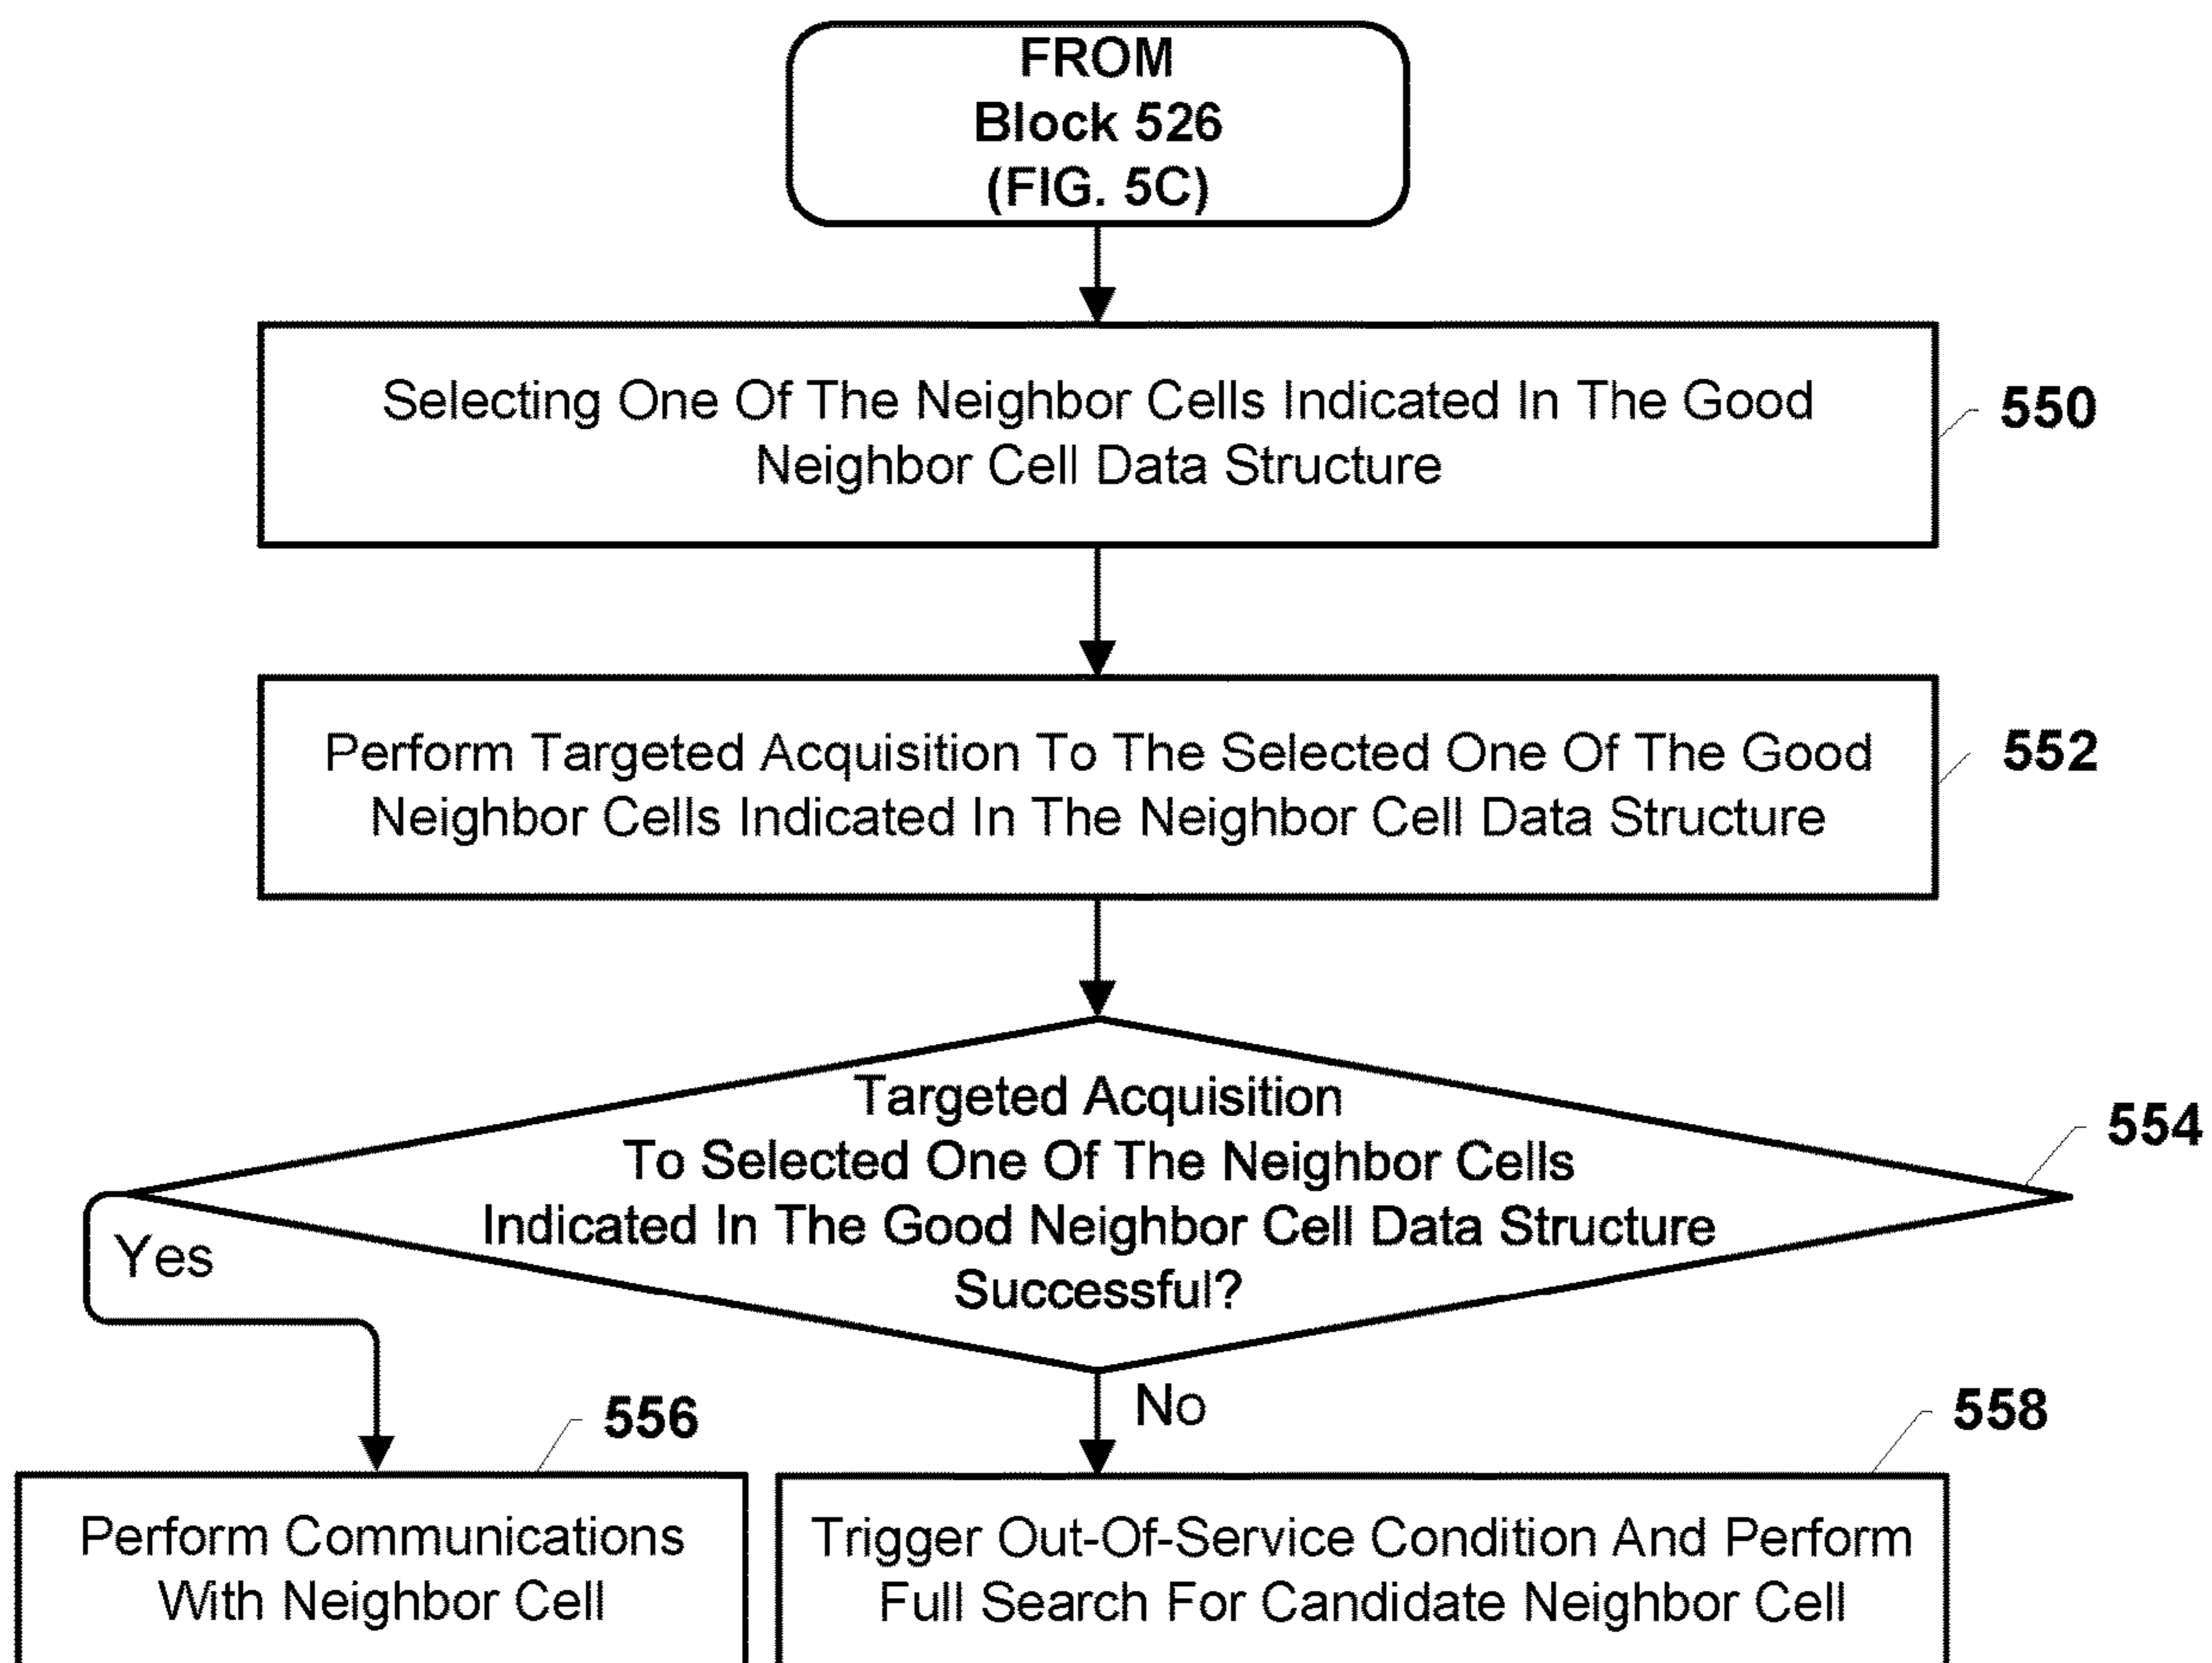 FROM
Block 526
(FIG. 5C)
Selecting One Of The Neighbor Cells Indicated In The Good
Neighbor Cell Data Structure
550
Perform Targeted Acquisition To The Selected One Of The Good
Neighbor Cells Indicated In The Neighbor Cell Data Structure
552
Targeted Acquisition
To Selected One Of The Neighbor Cells
Indicated In The Good Neighbor Cell Data Structure
Successful?
554
Yes
No
556
Perform Communications
With Neighbor Cell
558
Trigger Out-Of-Service Condition And Perform
Full Search For Candidate Neighbor Cell